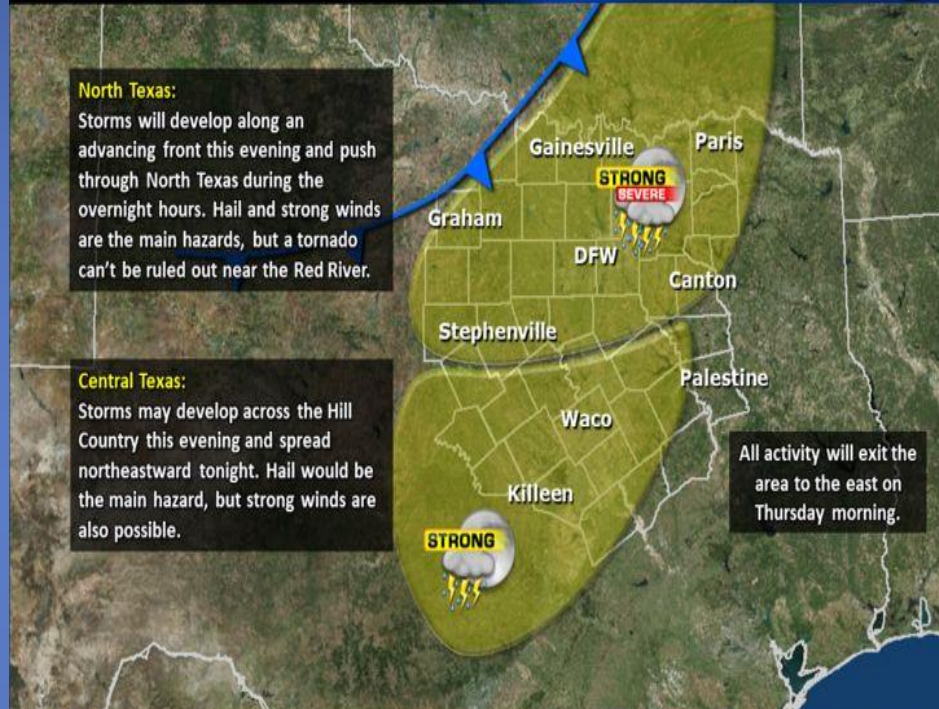 North Texas:
Storms will develop along an
advancing front this evening and push
through North Texas during the
overnight hours. Hail and strong winds
are the main hazards, but a tornado
can't be ruled out near the Red River.
Central Texas:
Storms may develop across the Hill
Country this evening and spread
northeastward tonight. Hail would be
the main hazard, but strong winds are
also possible.
Gainesville
Paris
STRONG
SEVERE
Graham
DFW
Canton
Stephenville
Palestine
Waco
Killeen
STRONG
All activity will exit the
area to the east on
Thursday morning.